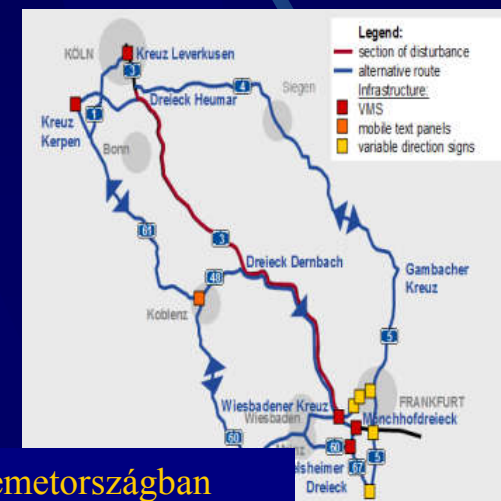 Legend:
section of disturbance
alternative route
Infrastructure:
VMS
mobile text panels
variable direction signs
KÖLN
Kreuz Leverkusen
3
4
Siegen
Dreieck Heumar
1
Kreuz
Kerpen
Bonn
61
3
Dreieck Dernbach
48
Gambacher
Kreuz
Koblenz
5
FRANKFURT
Wiesbadener Kreuz
Mönchhofdreieck
Wiesbaden
60
60
5
67
elsheimer
Dreieck
emetországban